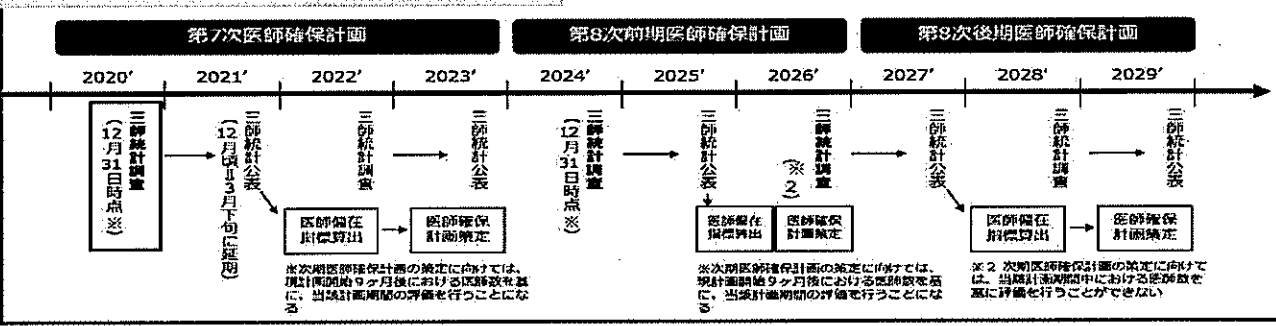 第7次医師確保計画
第8次前期医師確保計画
第8次後期医師確保計画
2020’
2021’
2022’
2023’
2024’
2025’
2026’
2027’
2028’
2029’
三師統計調査
(12月31日時点※)
三師統計公表
(12月頃⇒3月下旬に延期)
三師統計調査
三師統計公表
三師統計調査
(12月31日時点※)
三師統計公表
三師統計調査
(※2)
三師統計公表
三師統計調査
三師統計公表
医師偏在
指標算出
医師確保
計画策定
医師偏在
指標算出
医師確保
計画策定
医師偏在
指標算出
医師確保
計画策定
※次期医師確保計画の策定に向けては、
現計画開始9ヶ月後における医師数を基
に、当該計画期間の評価を行うことにな
る
※次期医師確保計画の策定に向けては、
現計画開始9ヶ月後における医師数を基
に、当該計画期間の評価を行うことにな
る
※2 次期医師確保計画の策定に向けて
は、当該計画期間中における医師数を
基に評価を行うことができない